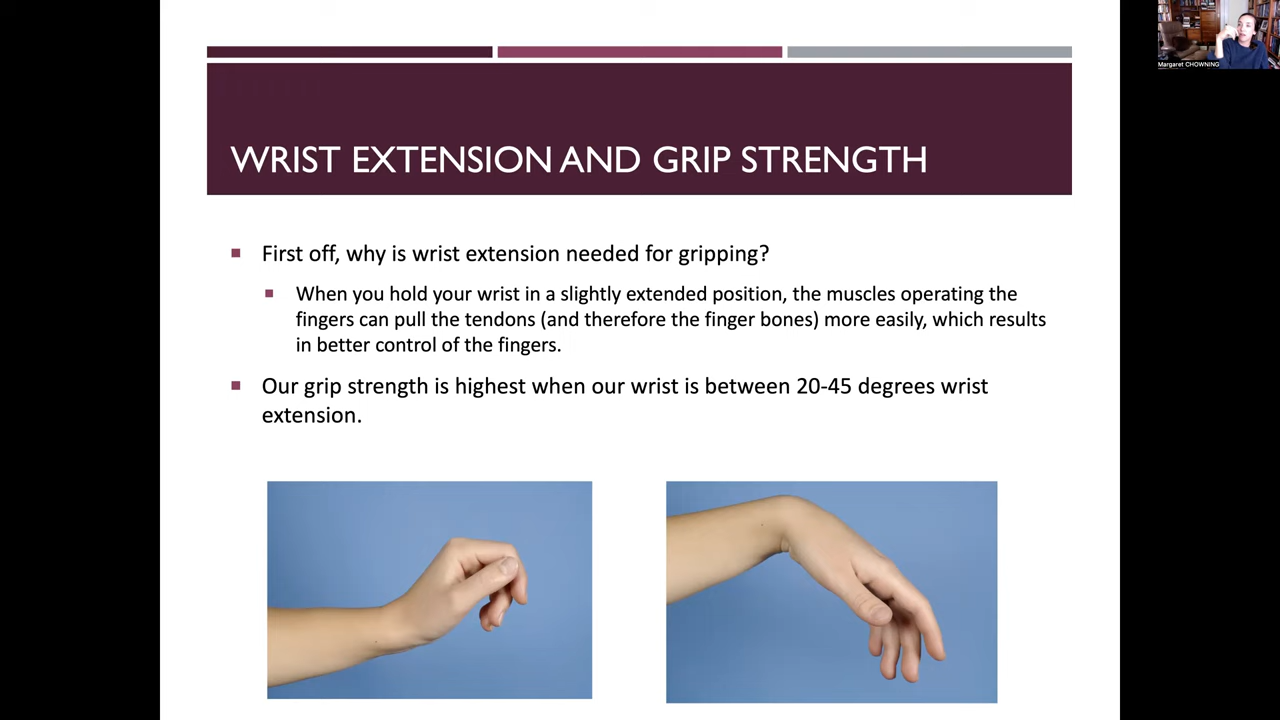 Margaret CHOWNING
WRIST EXTENSION AND GRIP STRENGTH
First off, why is wrist extension needed for gripping?
When you hold your wrist in a slightly extended position, the muscles operating the
fingers can pull the tendons (and therefore the finger bones) more easily, which results
in better control of the fingers.
Our grip strength is highest when our wrist is between 20-45 degrees wrist
extension.